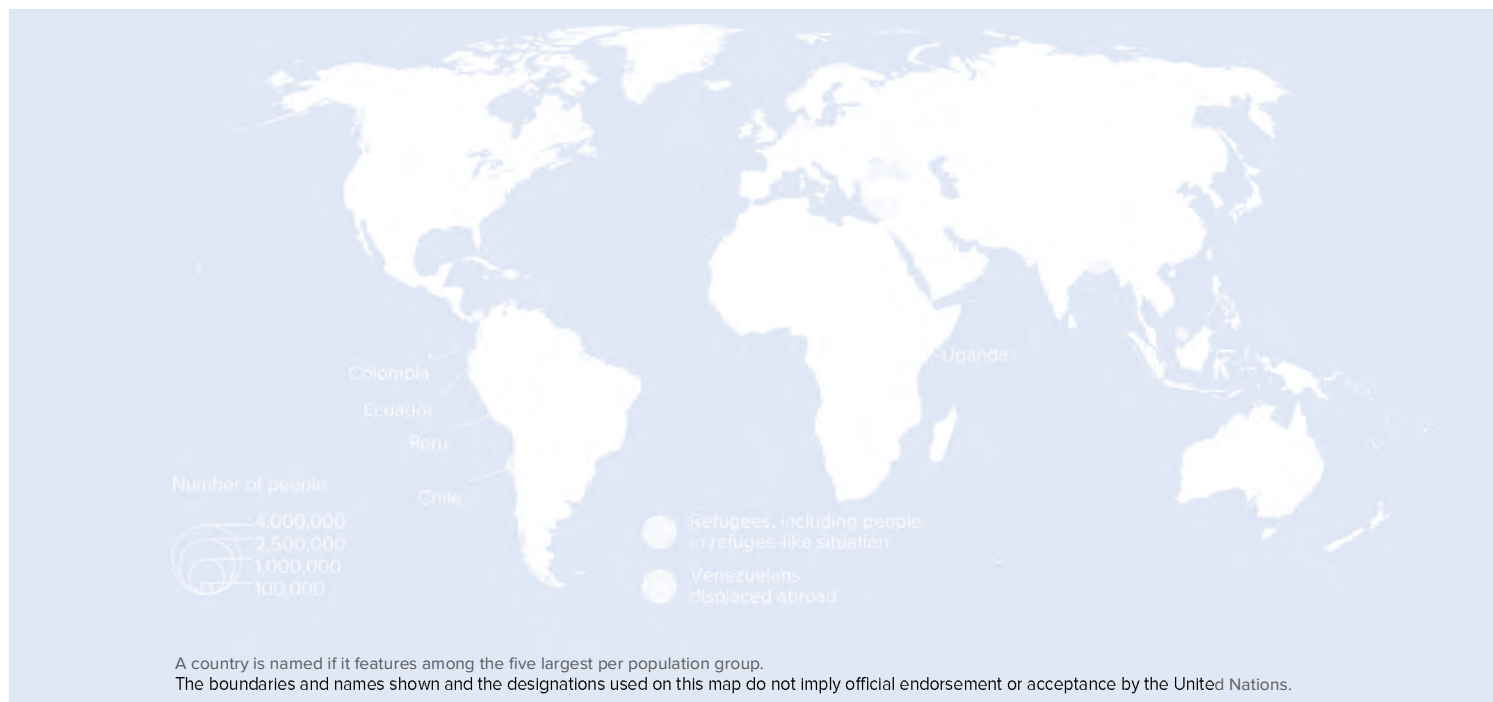 Uganda
Colombia
Ecuador
Peru
Chile
Number of people
4,000,000
2,500,000
1,000,000
100,000
Refugees, including people
in refugee-like situation
Venezuelans
displaced abroad
A country is named if it features among the five largest per population group.
The boundaries and names shown and the designations used on this map do not imply official endorsement or acceptance by the United Nations.